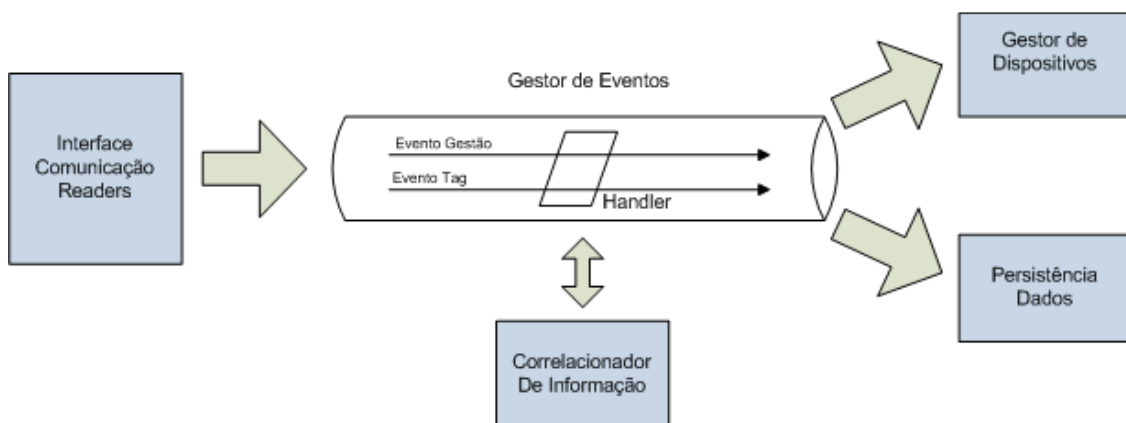 Interface
Comunicação
Readers
Gestor de Eventos
Evento Gestão
Evento Tag
Handler
Correlacionador
De Informação
Gestor de
Dispositivos
Persistência
Dados